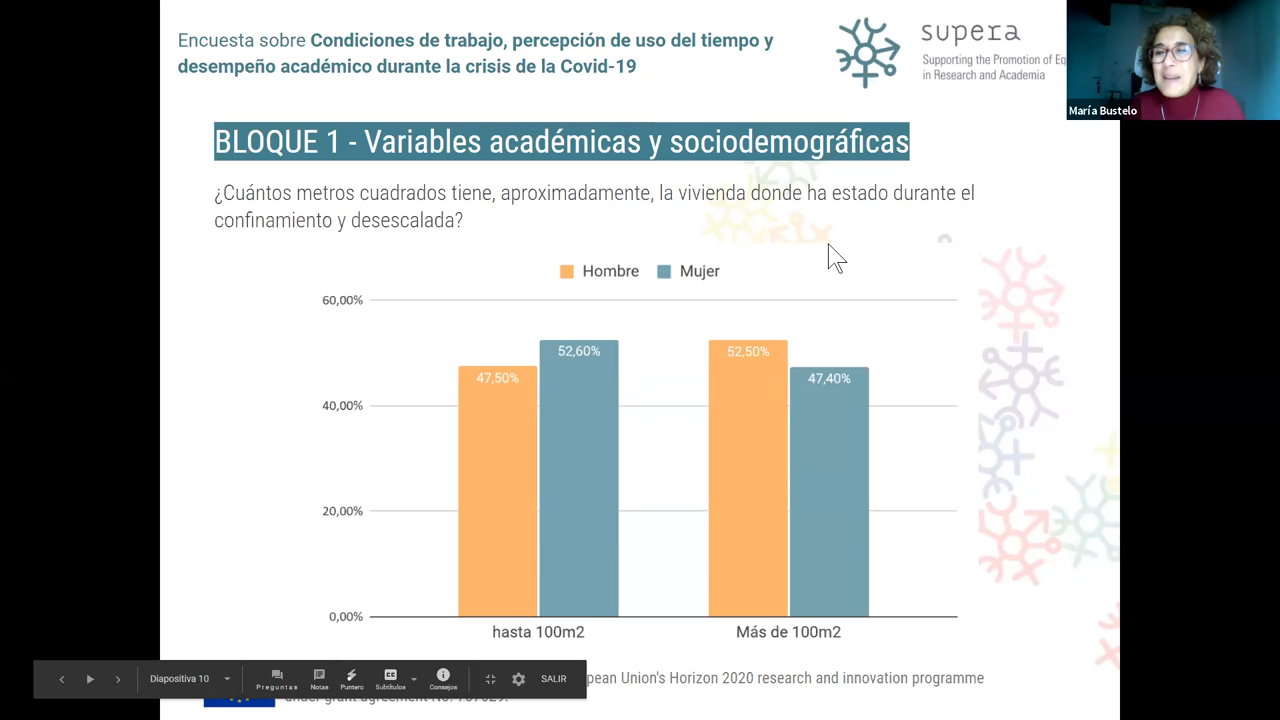 Encuesta sobre Condiciones de trabajo, percepción de uso del tiempo y
desempeño académico durante la crisis de la Covid-19
supera
Supporting the Promotion of Eq
in Research and Academia
María Bustelo
BLOQUE 1 - Variables académicas y sociodemográficas
¿Cuántos metros cuadrados tiene, aproximadamente, la vivienda donde ha estado durante el
confinamiento y desescalada?
Hombre Mujer
60,00%
52,60% 52,50%
47,50% 47,40%
40,00%
20,00%
0,00%
hasta 100m2 Más de 100m2
Diapositiva 10 Preguntas Notas Puntero Subtítulos Consejos SALIR
pean Union's Horizon 2020 research and innovation programme
under grant agreement No.